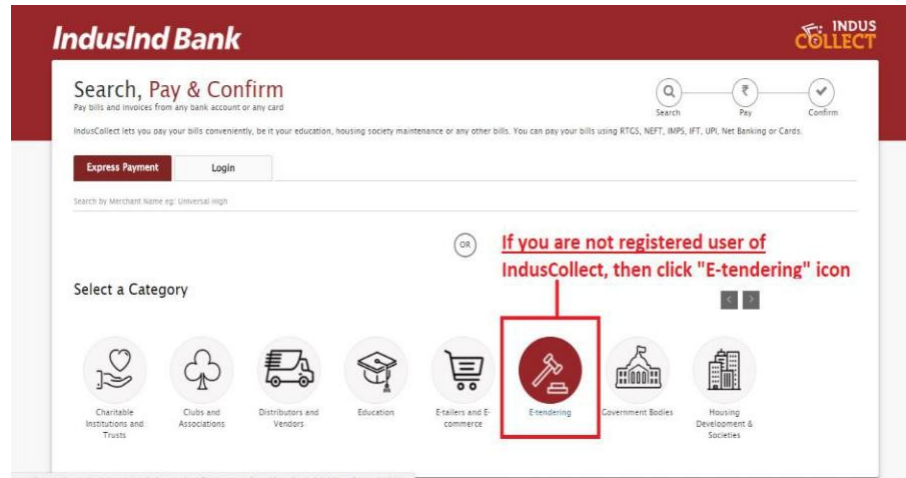 IndusInd Bank
INDUS
COLLECT
Search, Pay & Confirm
Pay bills and invoices from any bank account or any card
Search
Pay
Confirm
IndusCollect lets you pay your bills conveniently, be it your education, housing society maintenance or any other bills. You can pay your bills using RTGS, NEFT, IMPS, IFT, UPI, Net Banking or Cards.
Express Payment
Login
Search by Merchant Name eg: Universal High
OR
If you are not registered user of
IndusCollect, then click "E-tendering" icon
Select a Category
< >
Charitable
Institutions and
Trusts
Clubs and
Associations
Distributors and
Vendors
Education
E-tailers and E-
commerce
E-tendering
Government Bodies
Housing
Development &
Societies